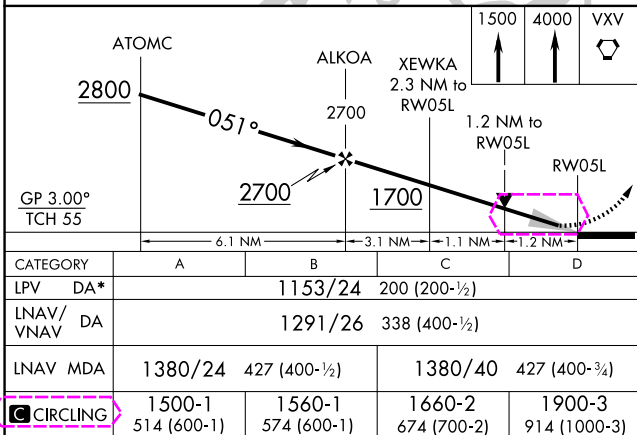 1500 4000 VXV
ATOMC
ALKOA
XEWKA
2.3 NM to
RW05L
2800
2700
1.2 NM to
RW05L
051°
RW05L
2700
1700
GP 3.00°
TCH 55
6.1 NM 3.1 NM 1.1 NM 1.2 NM
CATEGORY A B C D
LPV DA* 1153/24 200 (200-½)
LNAV/
VNAV DA 1291/26 338 (400-½)
LNAV MDA 1380/24 427 (400-½) 1380/40 427 (400-¾)
C CIRCLING 1500-1 1560-1 1660-2 1900-3
514 (600-1) 574 (600-1) 674 (700-2) 914 (1000-3)